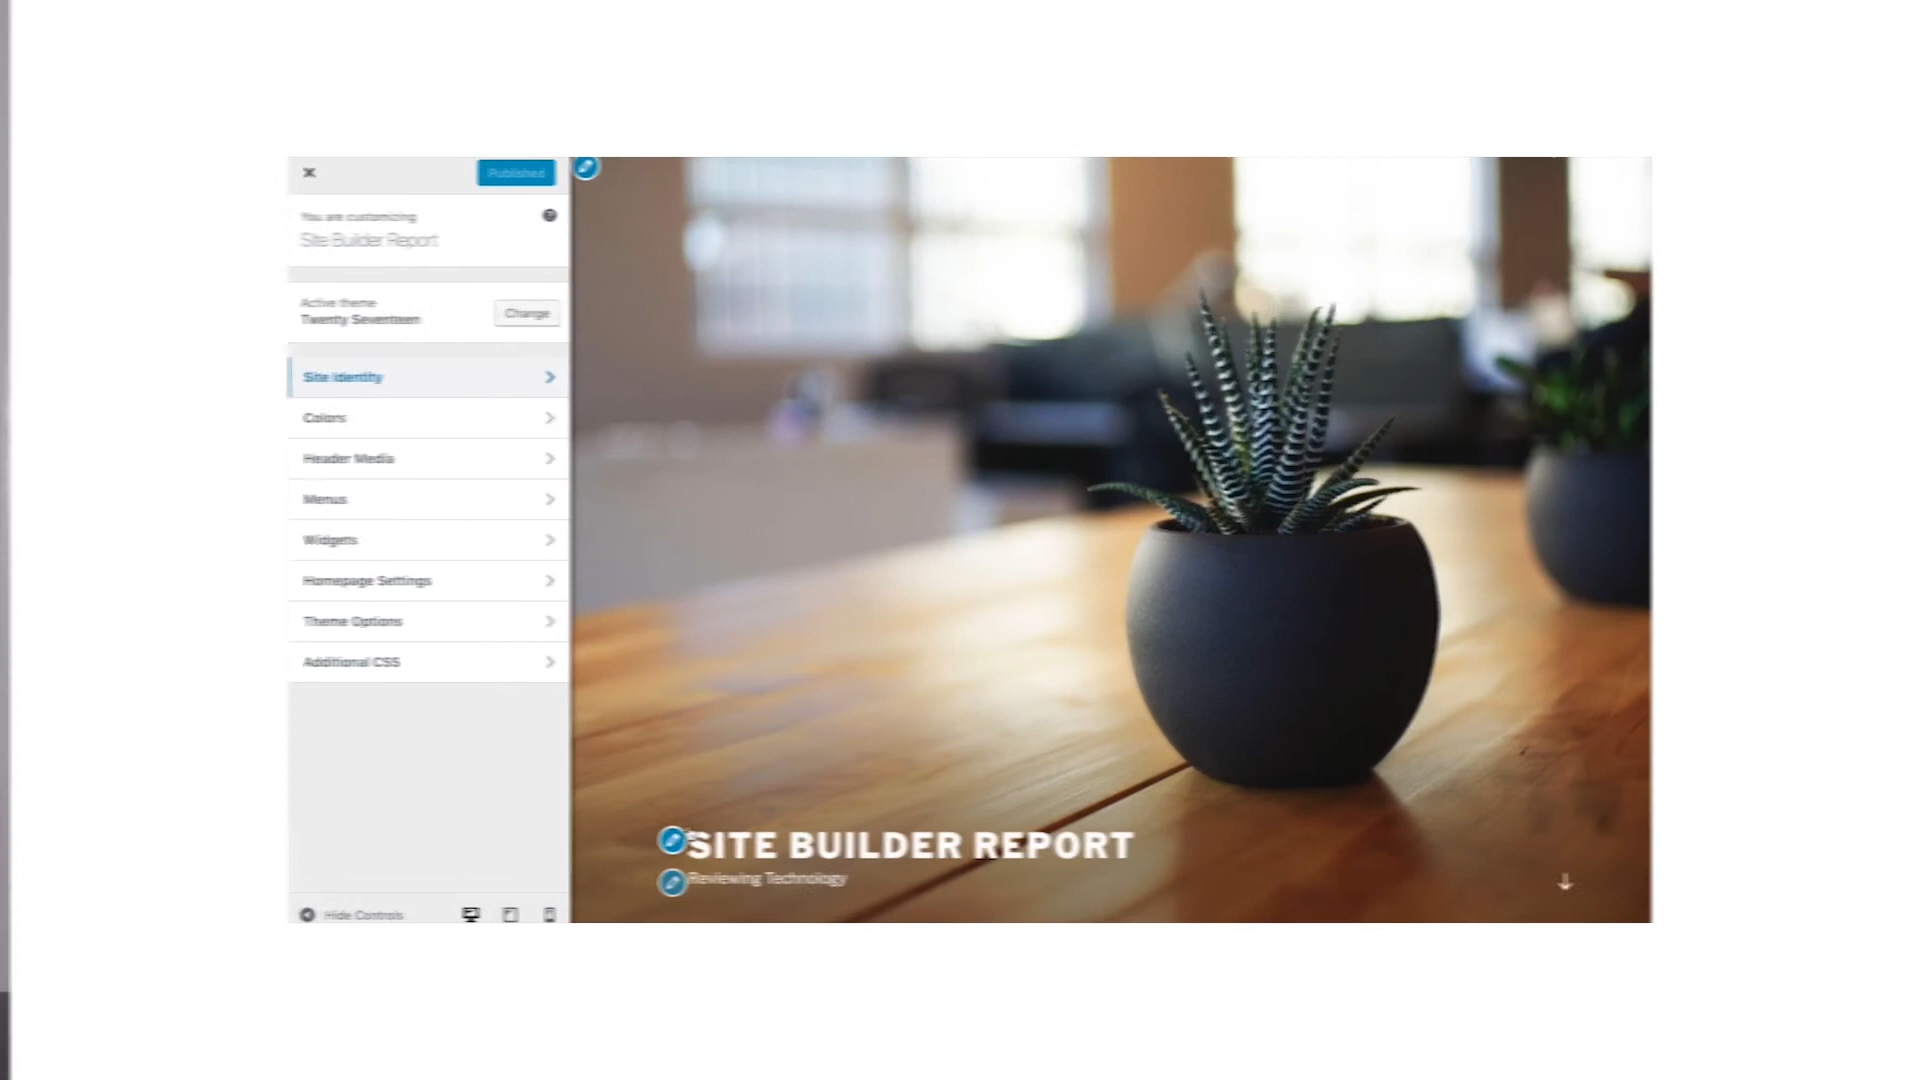 Published
You are customizing
Site Builder Report
Active theme
Twenty Seventeen
Change
Site Identity
Colors
Header Media
Menus
Widgets
Homepage Settings
Theme Options
Additional CSS
Hide Controls
SITE BUILDER REPORT
Reviewing Technology